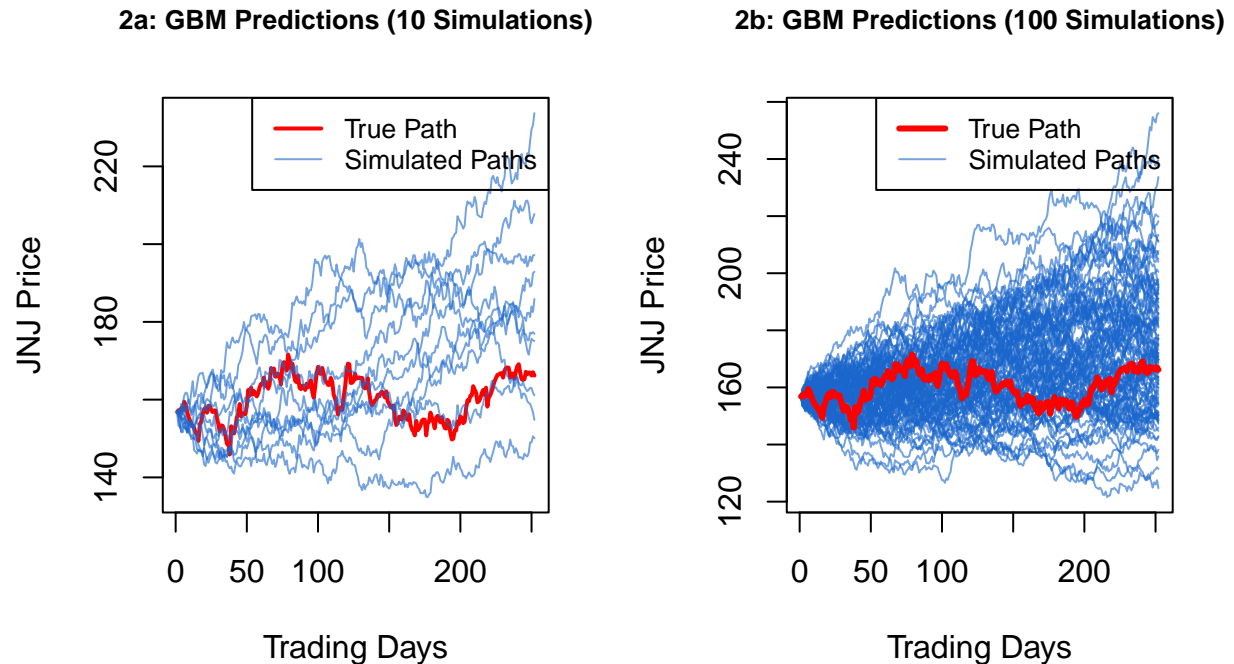 2a: GBM Predictions (10 Simulations)
JNJ Price
220
180
140
True Path
Simulated Paths
0 50 100 200
Trading Days
2b: GBM Predictions (100 Simulations)
JNJ Price
240
200
160
120
True Path
Simulated Paths
0 50 100 200
Trading Days